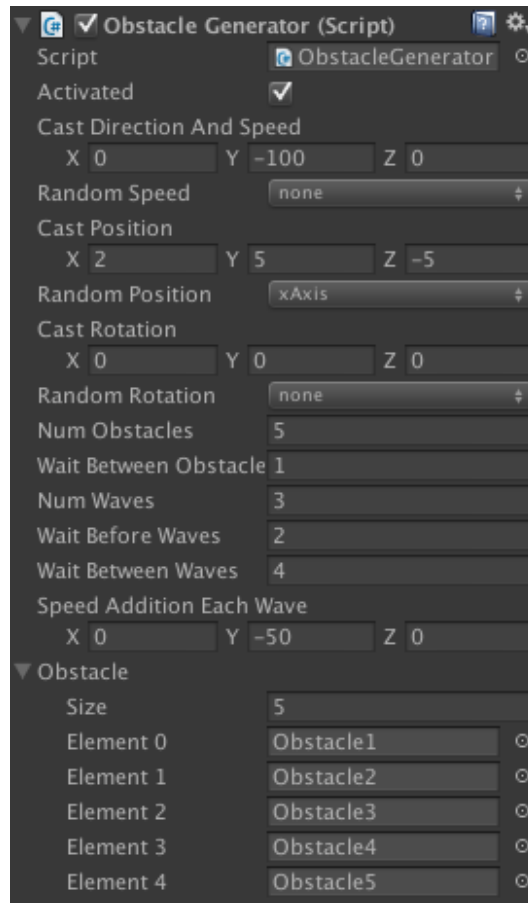 Obstacle Generator (Script)
Script ObstacleGenerator
Activated
Cast Direction And Speed
X 0 Y -100 Z 0
Random Speed none
Cast Position
X 2 Y 5 Z -5
Random Position xAxis
Cast Rotation
X 0 Y 0 Z 0
Random Rotation none
Num Obstacles 5
Wait Between Obstacle 1
Num Waves 3
Wait Before Waves 2
Wait Between Waves 4
Speed Addition Each Wave
X 0 Y -50 Z 0
Obstacle
Size 5
Element 0 Obstacle1
Element 1 Obstacle2
Element 2 Obstacle3
Element 3 Obstacle4
Element 4 Obstacle5